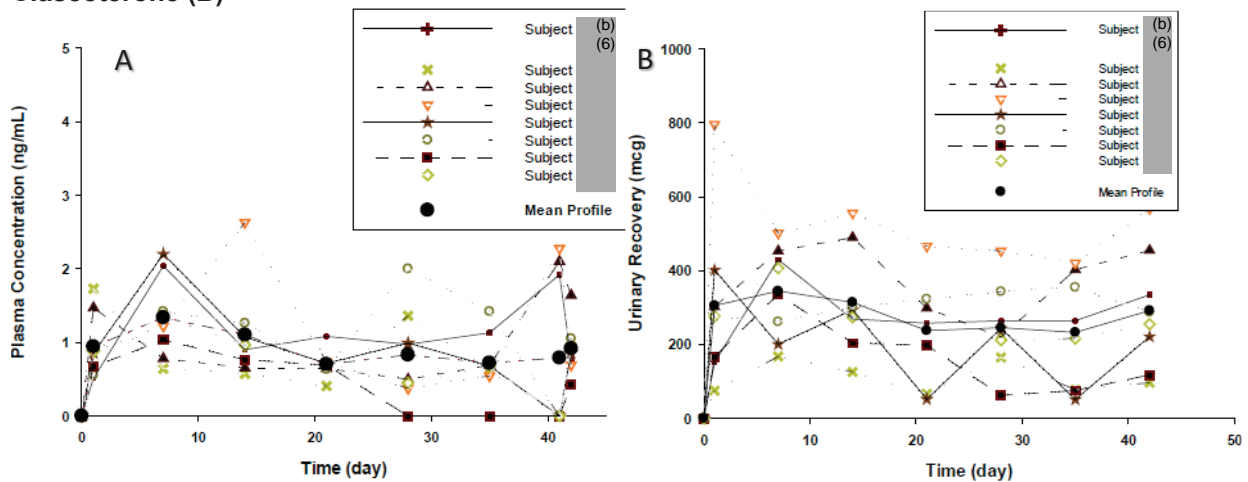 A
Plasma Concentration (ng/mL)
5
4
3
2
1
0
0 10 20 30 40
Time (day)
Subject (b)
(6)
Subject
Subject
Subject
Subject
Subject
Subject
Subject
Mean Profile
B
Urinary Recovery (mcg)
1000
800
600
400
200
0
0 10 20 30 40 50
Time (day)
Subject (b)
(6)
Subject
Subject
Subject
Subject
Subject
Subject
Subject
Mean Profile